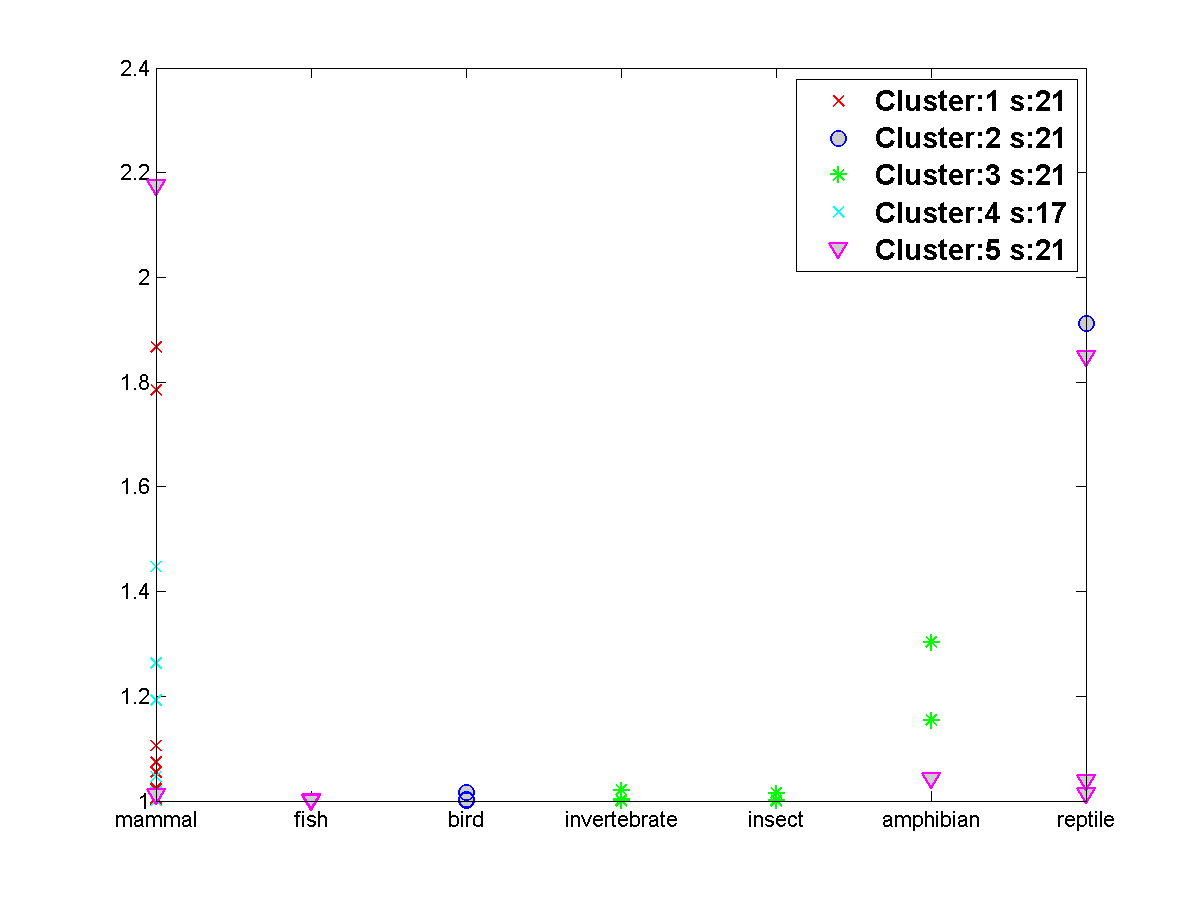 2.4
2.2
2
1.8
1.6
1.4
1.2
1
mammal fish bird invertebrate insect amphibian reptile
Cluster:1 s:21
Cluster:2 s:21
Cluster:3 s:21
Cluster:4 s:17
Cluster:5 s:21